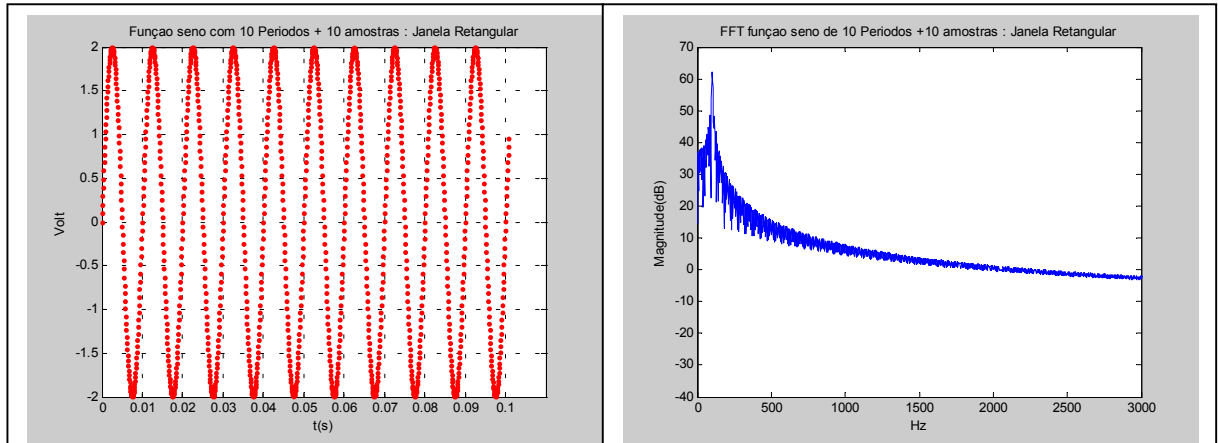 Funçao seno com 10 Periodos + 10 amostras : Janela Retangular
2
1.5
1
0.5
0
-0.5
-1
-1.5
-2
Volt
0 0.01 0.02 0.03 0.04 0.05 0.06 0.07 0.08 0.09 0.1
t(s)
FFT funçao seno de 10 Periodos +10 amostras : Janela Retangular
70
60
50
40
30
20
10
0
-10
-20
-30
-40
Magnitude(dB)
0 500 1000 1500 2000 2500 3000
Hz